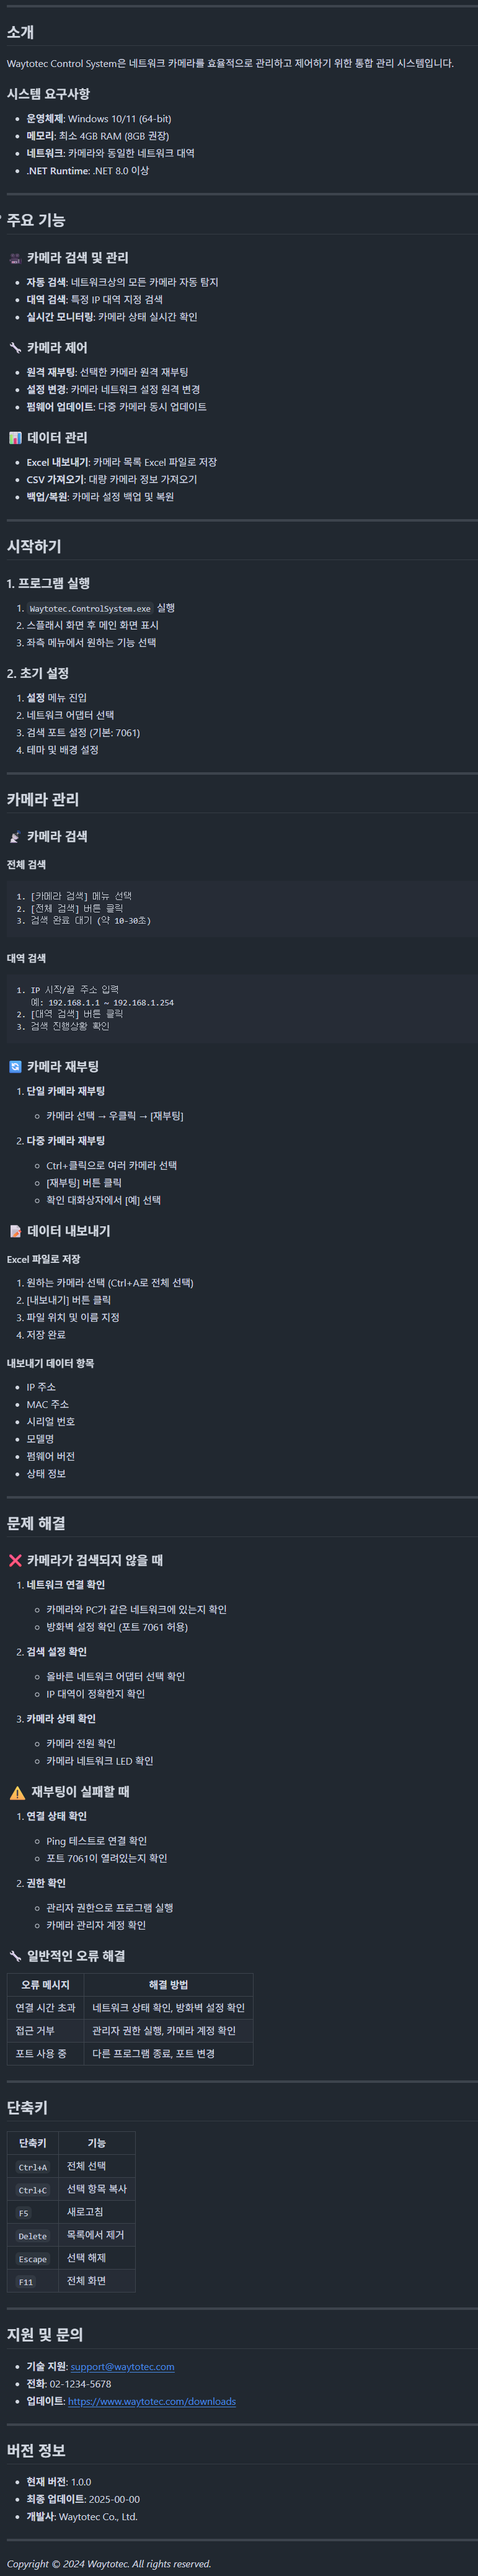 소개
Waytotec Control System은 네트워크 카메라를 효율적으로 관리하고 제어하기 위한 통합 관리 시스템입니다.
시스템 요구사항
• 운영체제: Windows 10/11 (64-bit)
• 메모리: 최소 4GB RAM (8GB 권장)
• 네트워크: 카메라와 동일한 네트워크 대역
• .NET Runtime: .NET 8.0 이상
주요 기능
카메라 검색 및 관리
• 자동 검색: 네트워크상의 모든 카메라 자동 탐지
• 대역 검색: 특정 IP 대역 지정 검색
• 실시간 모니터링: 카메라 상태 실시간 확인
카메라 제어
• 원격 재부팅: 선택한 카메라 원격 재부팅
• 설정 변경: 카메라 네트워크 설정 원격 변경
• 펌웨어 업데이트: 다중 카메라 동시 업데이트
데이터 관리
• Excel 내보내기: 카메라 목록 Excel 파일로 저장
• CSV 가져오기: 대량 카메라 정보 가져오기
• 백업/복원: 카메라 설정 백업 및 복원
시작하기
1. 프로그램 실행
1. Waytotec.ControlSystem.exe 실행
2. 스플래시 화면 후 메인 화면 표시
3. 좌측 메뉴에서 원하는 기능 선택
2. 초기 설정
1. 설정 메뉴 진입
2. 네트워크 어댑터 선택
3. 검색 포트 설정 (기본: 7061)
4. 테마 및 배경 설정
카메라 관리
카메라 검색
전체 검색
1. [카메라 검색] 메뉴 선택
2. [전체 검색] 버튼 클릭
3. 검색 완료 대기 (약 10-30초)
대역 검색
1. IP 시작/끝 주소 입력
예: 192.168.1.1 ~ 192.168.1.254
2. [대역 검색] 버튼 클릭
3. 검색 진행상황 확인
카메라 재부팅
1. 단일 카메라 재부팅
○ 카메라 선택 → 우클릭 → [재부팅]
2. 다중 카메라 재부팅
○ Ctrl+클릭으로 여러 카메라 선택
○ [재부팅] 버튼 클릭
○ 확인 대화상자에서 [예] 선택
데이터 내보내기
Excel 파일로 저장
1. 원하는 카메라 선택 (Ctrl+A로 전체 선택)
2. [내보내기] 버튼 클릭
3. 파일 위치 및 이름 지정
4. 저장 완료
내보내기 데이터 항목
• IP 주소
• MAC 주소
• 시리얼 번호
• 모델명
• 펌웨어 버전
• 상태 정보
문제 해결
❌ 카메라가 검색되지 않을 때
1. 네트워크 연결 확인
○ 카메라와 PC가 같은 네트워크에 있는지 확인
○ 방화벽 설정 확인 (포트 7061 허용)
2. 검색 설정 확인
○ 올바른 네트워크 어댑터 선택 확인
○ IP 대역이 정확한지 확인
3. 카메라 상태 확인
○ 카메라 전원 확인
○ 카메라 네트워크 LED 확인
⚠️ 재부팅이 실패할 때
1. 연결 상태 확인
○ Ping 테스트로 연결 확인
○ 포트 7061이 열려있는지 확인
2. 권한 확인
○ 관리자 권한으로 프로그램 실행
○ 카메라 관리자 계정 확인
일반적인 오류 해결
오류 메시지 해결 방법
연결 시간 초과 네트워크 상태 확인, 방화벽 설정 확인
접근 거부 관리자 권한 실행, 카메라 계정 확인
포트 사용 중 다른 프로그램 종료, 포트 변경
단축키
단축키 기능
Ctrl+A 전체 선택
Ctrl+C 선택 항목 복사
F5 새로고침
Delete 목록에서 제거
Escape 선택 해제
F11 전체 화면
지원 및 문의
• 기술 지원: support@waytotec.com
• 전화: 02-1234-5678
• 업데이트: https://www.waytotec.com/downloads
버전 정보
• 현재 버전: 1.0.0
• 최종 업데이트: 2025-00-00
• 개발사: Waytotec Co., Ltd.
Copyright © 2024 Waytotec. All rights reserved.